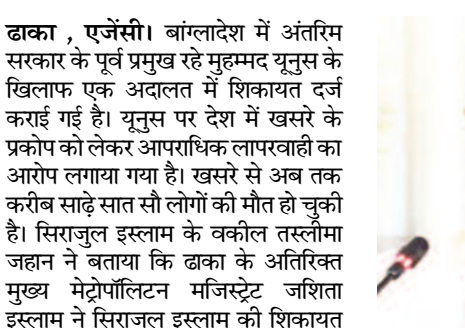 ढाका , एजेंसी। बांग्लादेश में अंतरिम
सरकार के पूर्व प्रमुख रहे मुहम्मद यूनुस के
खिलाफ एक अदालत में शिकायत दर्ज
कराई गई है। यूनुस पर देश में खसरे के
प्रकोप को लेकर आपराधिक लापरवाही का
आरोप लगाया गया है। खसरे से अब तक
करीब साढ़े सात सौ लोगों की मौत हो चुकी
है। सिराजुल इस्लाम के वकील तस्लीमा
जहान ने बताया कि ढाका के अतिरिक्त
मुख्य मेट्रोपॉलिटन मजिस्ट्रेट जशिता
इस्लाम ने सिराजुल इस्लाम की शिकायत